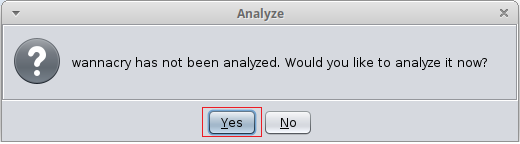 Analyze
wannacry has not been analyzed. Would you like to analyze it now?
Yes No